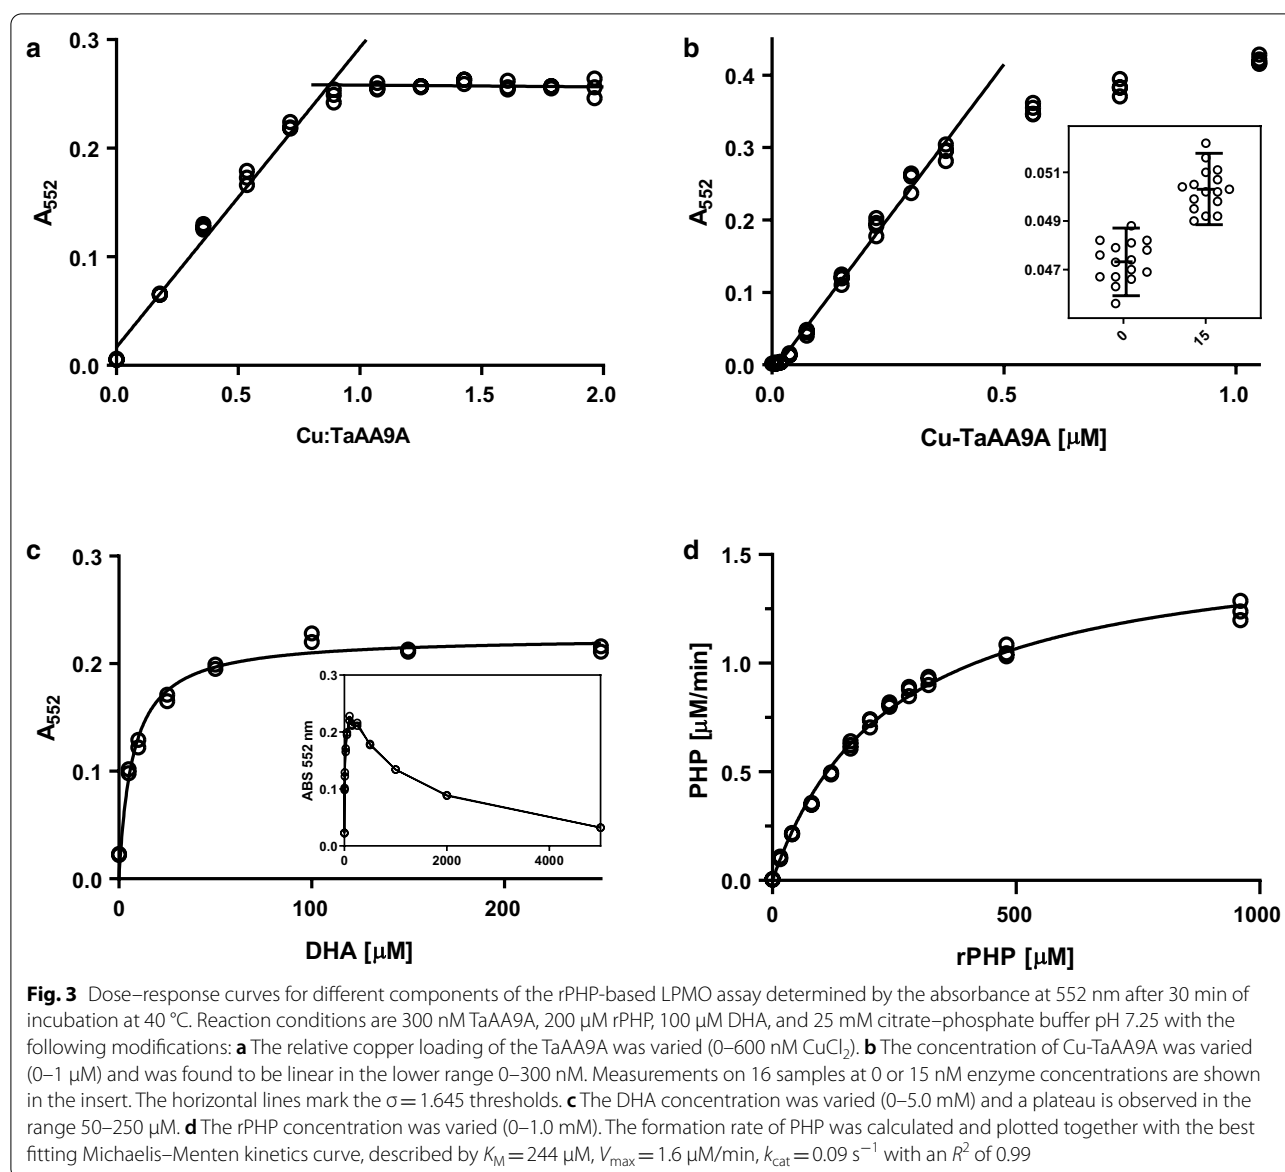 a
0.3
0.2
0.1
0.0
A552
0.0 0.5 1.0 1.5 2.0
Cu:TaAA9A
b
0.4
0.3
0.2
0.1
0.0
A552
0.0 0.5 1.0
Cu-TaAA9A [μM]
0.051
0.049
0.047
0 15
c
0.3
0.2
0.1
0.0
A552
0 100 200
DHA [μM]
0.3
0.2
0.1
0.0
ABS 552 nm
0 2000 4000
d
1.5
1.0
0.5
0.0
PHP [μM/min]
0 500 1000
rPHP [μM]
Fig. 3 Dose–response curves for different components of the rPHP-based LPMO assay determined by the absorbance at 552 nm after 30 min of
incubation at 40 °C. Reaction conditions are 300 nM TaAA9A, 200 μM rPHP, 100 μM DHA, and 25 mM citrate–phosphate buffer pH 7.25 with the
following modifications: a The relative copper loading of the TaAA9A was varied (0–600 nM CuCl₂). b The concentration of Cu-TaAA9A was varied
(0–1 μM) and was found to be linear in the lower range 0–300 nM. Measurements on 16 samples at 0 or 15 nM enzyme concentrations are shown
in the insert. The horizontal lines mark the σ = 1.645 thresholds. c The DHA concentration was varied (0–5.0 mM) and a plateau is observed in the
range 50–250 μM. d The rPHP concentration was varied (0–1.0 mM). The formation rate of PHP was calculated and plotted together with the best
fitting Michaelis–Menten kinetics curve, described by KM = 244 μM, Vmax = 1.6 μM/min, kcat = 0.09 s⁻¹ with an R² of 0.99